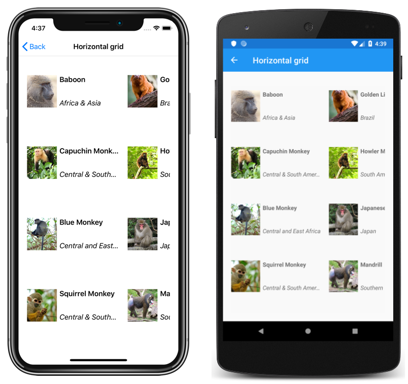 4:37
Back Horizontal grid
Baboon
Africa & Asia
Go
Bra
Capuchin Monk...
Central & South...
Ho
Sou
Blue Monkey
Central and East...
Jap
Jap
Squirrel Monkey
Central & South...
Ma
Sou
4:39
Horizontal grid
Baboon
Africa & Asia
Golden Li
Brazil
Capuchin Monkey
Central & South Amer...
Howler M
South Am
Blue Monkey
Central and East Africa
Japanese
Japan
Squirrel Monkey
Central & South Amer...
Mandrill
Southern